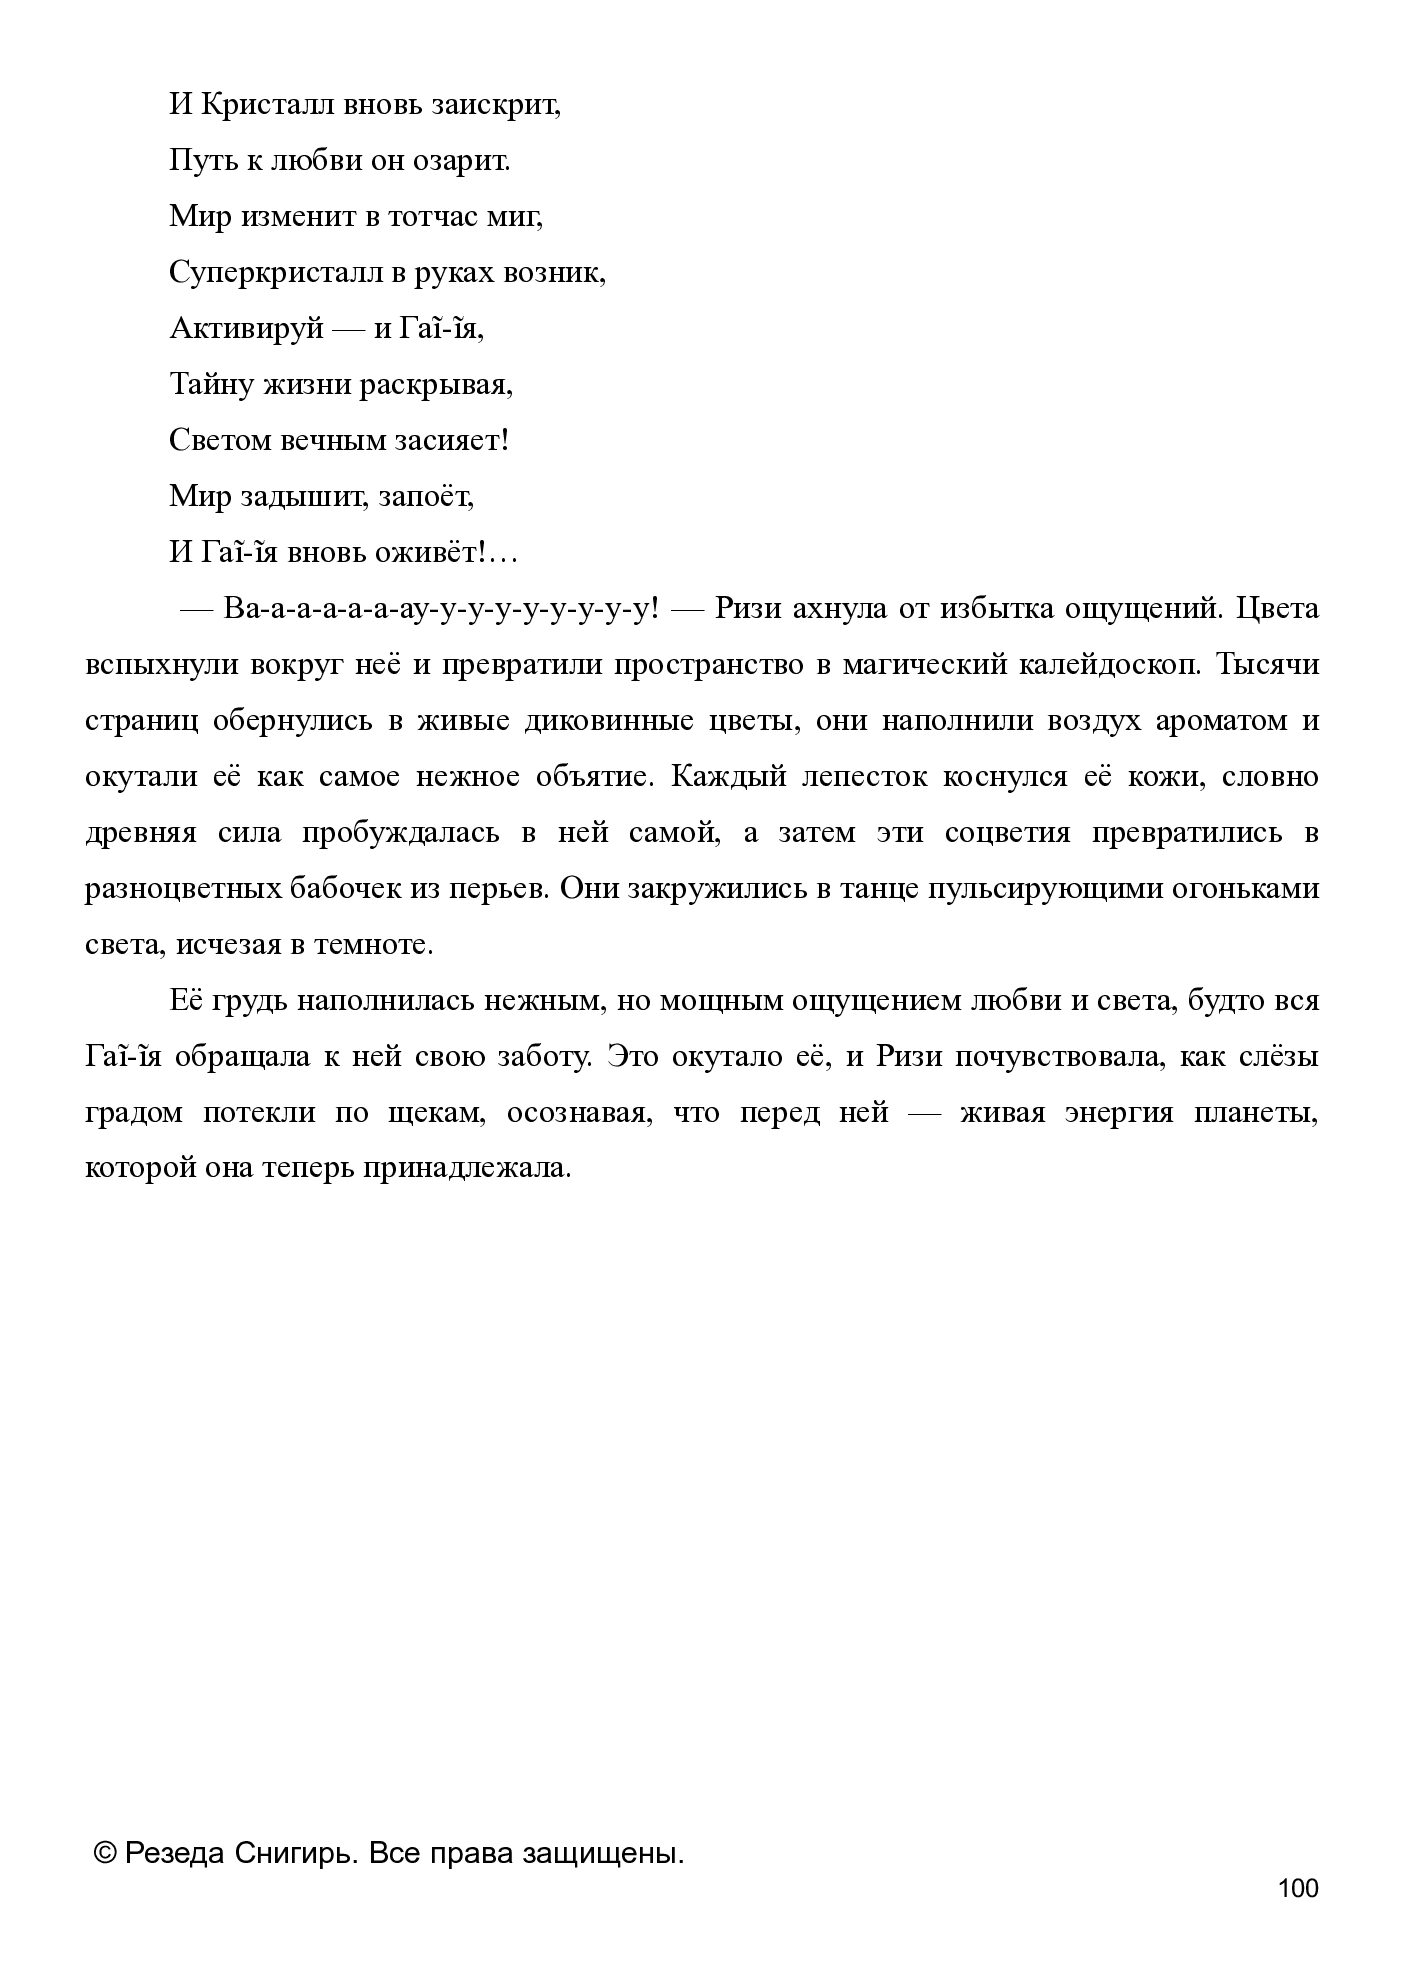 И Кристалл вновь заискрит,
Путь к любви он озарит.
Мир изменит в тотчас миг,
Суперкристалл в руках возник,
Активируй — и Гаĩ-ĩя,
Тайну жизни раскрывая,
Светом вечным засияет!
Мир задышит, запоёт,
И Гаĩ-ĩя вновь оживёт!…
— Ва-а-а-а-а-а-ау-у-у-у-у-у-у-у-у! — Ризи ахнула от избытка ощущений. Цвета
вспыхнули вокруг неё и превратили пространство в магический калейдоскоп. Тысячи
страниц обернулись в живые диковинные цветы, они наполнили воздух ароматом и
окутали её как самое нежное объятие. Каждый лепесток коснулся её кожи, словно
древняя сила пробуждалась в ней самой, а затем эти соцветия превратились в
разноцветных бабочек из перьев. Они закружились в танце пульсирующими огоньками
света, исчезая в темноте.
Её грудь наполнилась нежным, но мощным ощущением любви и света, будто вся
Гаĩ-ĩя обращала к ней свою заботу. Это окутало её, и Ризи почувствовала, как слёзы
градом потекли по щекам, осознавая, что перед ней — живая энергия планеты,
которой она теперь принадлежала.
© Резеда Снигирь. Все права защищены.
100